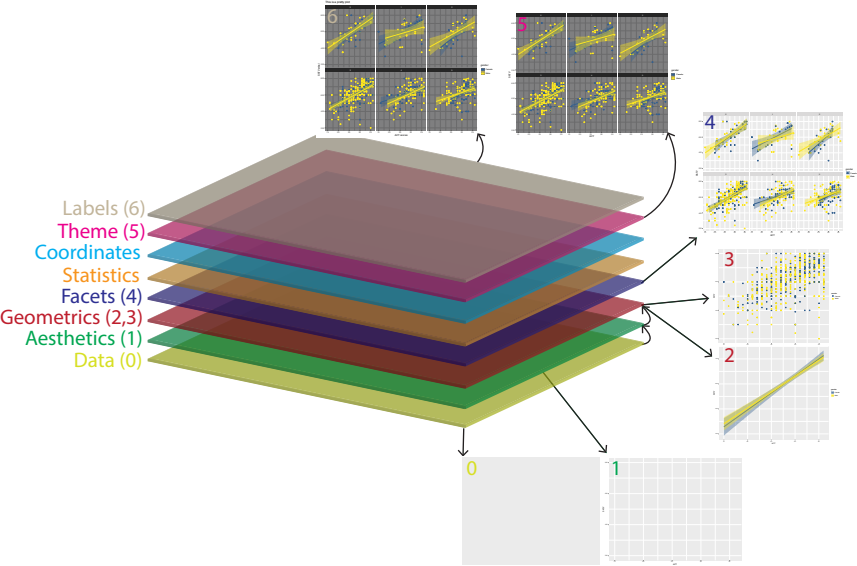 6
5
4
Labels (6)
Theme (5)
Coordinates
Statistics
Facets (4)
Geometrics (2,3)
Aesthetics (1)
Data (0)
3
2
0
1